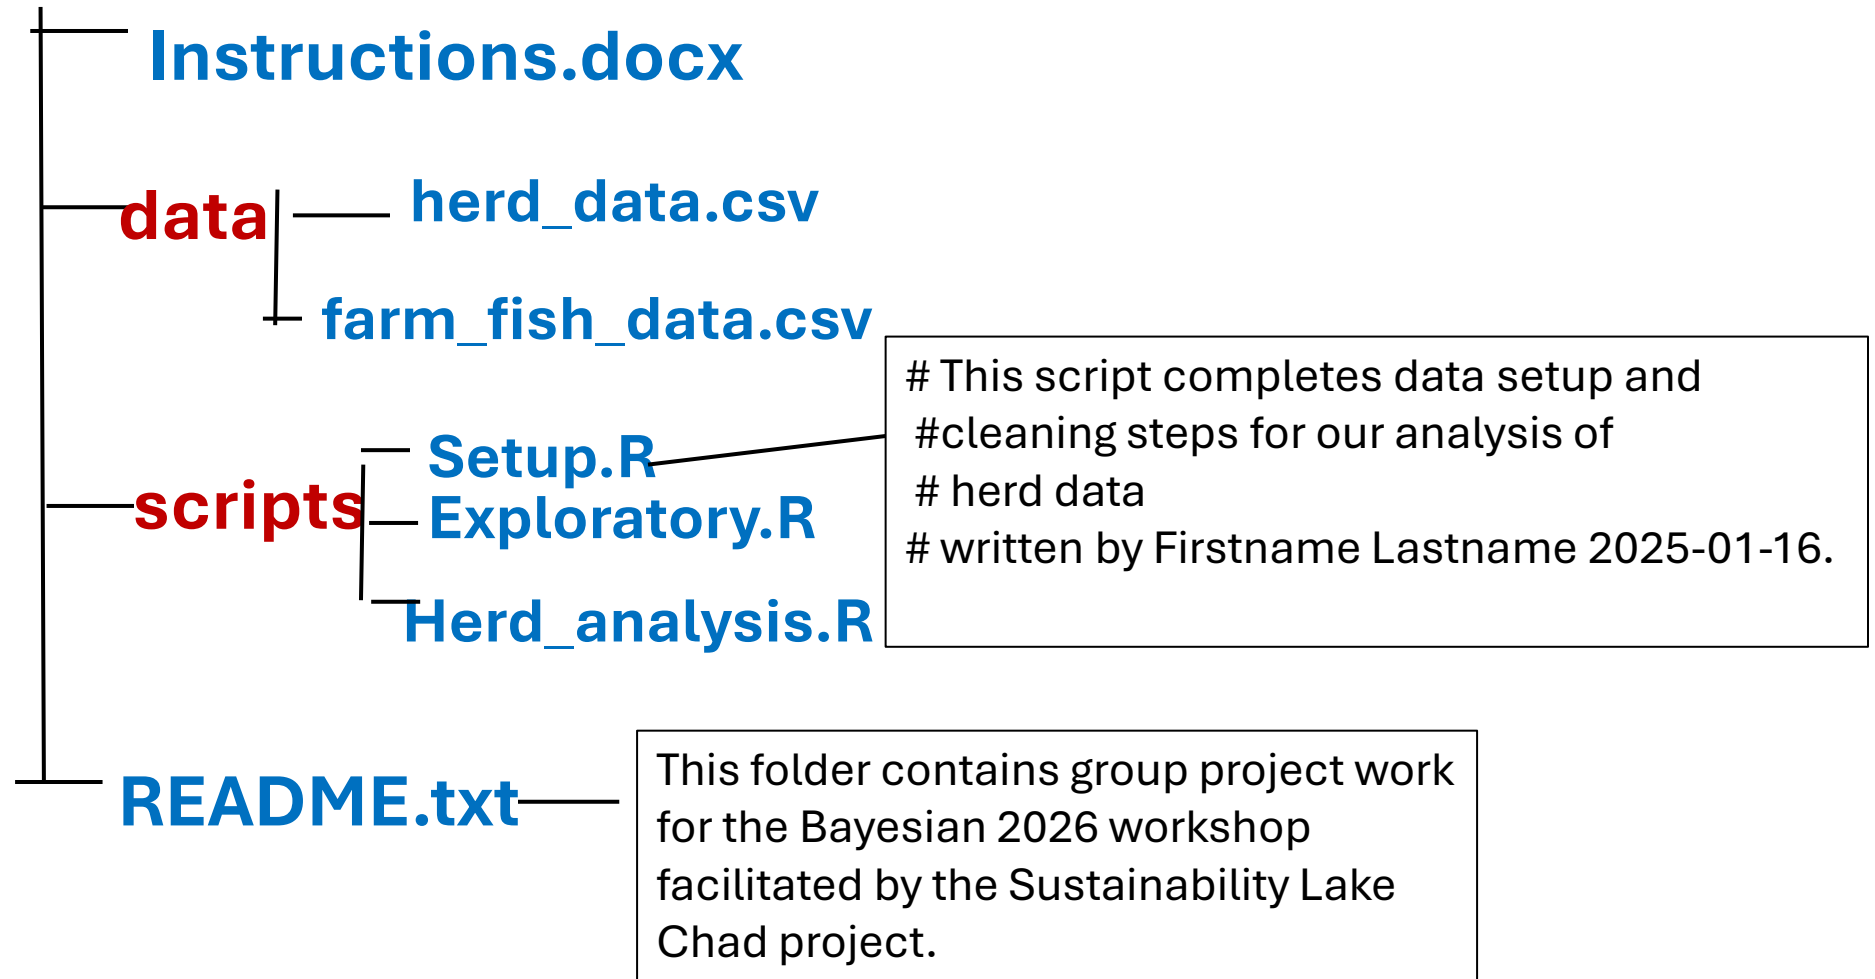 Instructions.docx
data
herd_data.csv
farm_fish_data.csv
scripts
Setup.R
Exploratory.R
Herd_analysis.R
# This script completes data setup and
#cleaning steps for our analysis of
# herd data
# written by Firstname Lastname 2025-01-16.
README.txt
This folder contains group project work
for the Bayesian 2026 workshop
facilitated by the Sustainability Lake
Chad project.